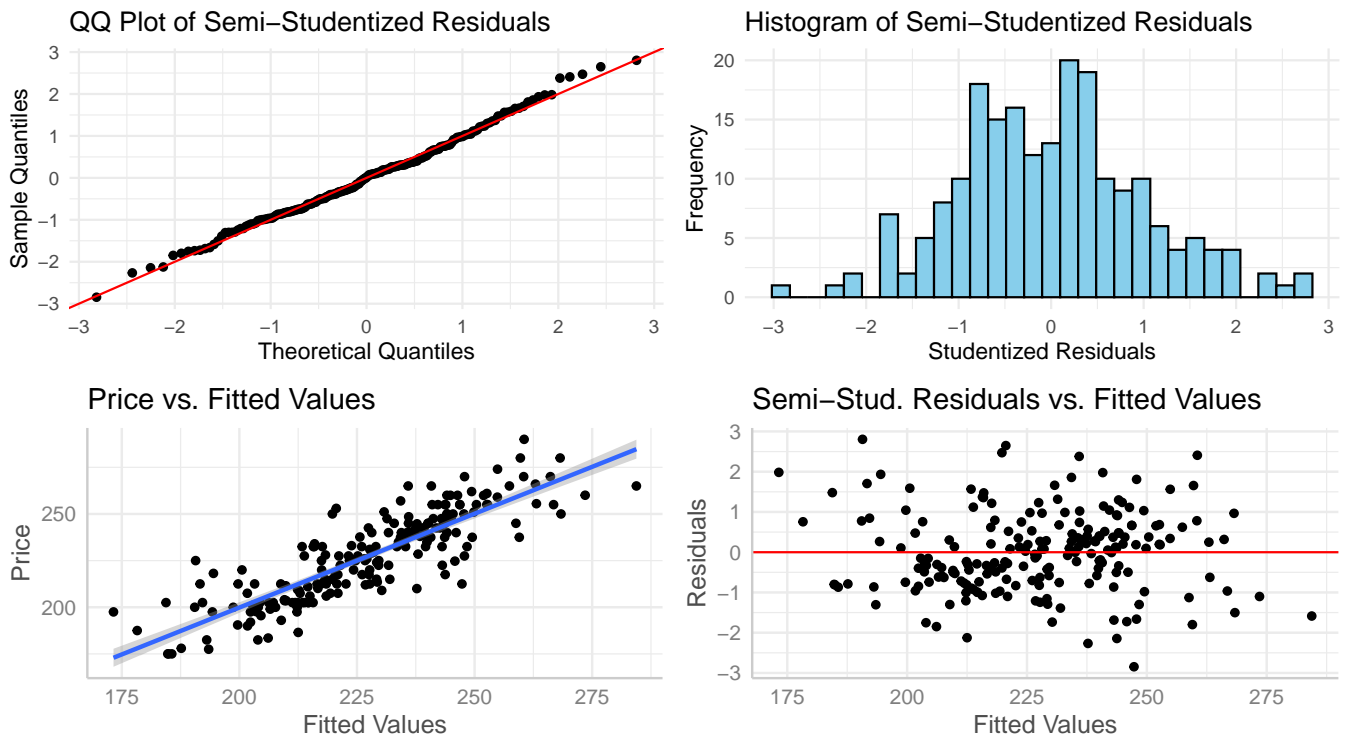 QQ Plot of Semi−Studentized Residuals
Sample Quantiles
3
2
1
0
−1
−2
−3
−3 −2 −1 0 1 2 3
Theoretical Quantiles
Histogram of Semi−Studentized Residuals
Frequency
20
15
10
5
0
−3 −2 −1 0 1 2 3
Studentized Residuals
Price vs. Fitted Values
Price
250
200
175 200 225 250 275
Fitted Values
Semi−Stud. Residuals vs. Fitted Values
Residuals
3
2
1
0
−1
−2
−3
175 200 225 250 275
Fitted Values